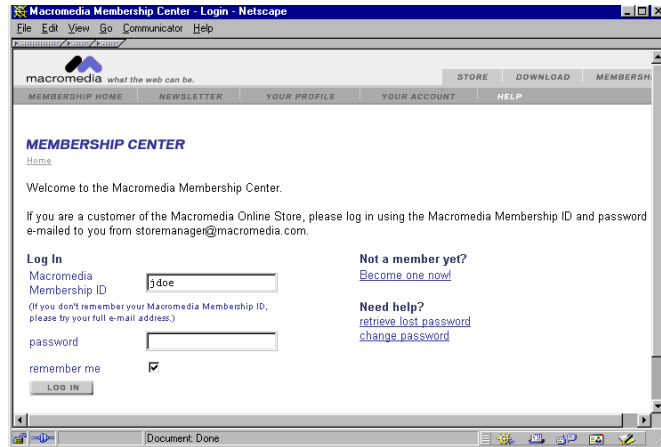 Macromedia Membership Center - Login - Netscape
File Edit View Go Communicator Help
macromedia what the web can be.
STORE DOWNLOAD MEMBERSH
MEMBERSHIP HOME NEWSLETTER YOUR PROFILE YOUR ACCOUNT HELP
MEMBERSHIP CENTER
Home
Welcome to the Macromedia Membership Center.
If you are a customer of the Macromedia Online Store, please log in using the Macromedia Membership ID and password
e-mailed to you from storemanager@macromedia.com.
Log In
Macromedia
Membership ID
jdoe
(If you don't remember your Macromedia Membership ID,
please try your full e-mail address.)
password
remember me
LOG IN
Not a member yet?
Become one now!
Need help?
retrieve lost password
change password
Document: Done